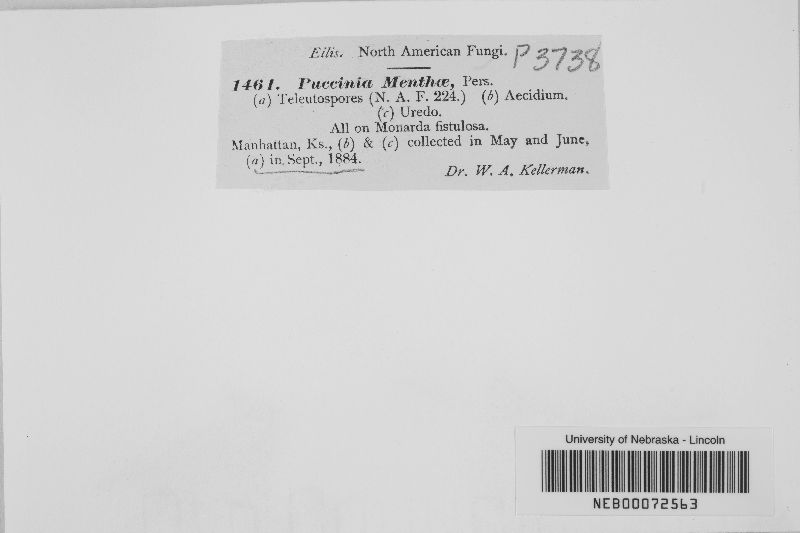 Ellis. North American Fungi. P3738
1461. Puccinia Menthæ, Pers.
(a) Teleutospores (N. A. F. 224.) (b) Aecidium.
(c) Uredo.
All on Monarda fistulosa.
Manhattan, Ks., (b) & (c) collected in May and June,
(a) in Sept., 1884.
Dr. W. A. Kellerman.
University of Nebraska - Lincoln
NEB00072563